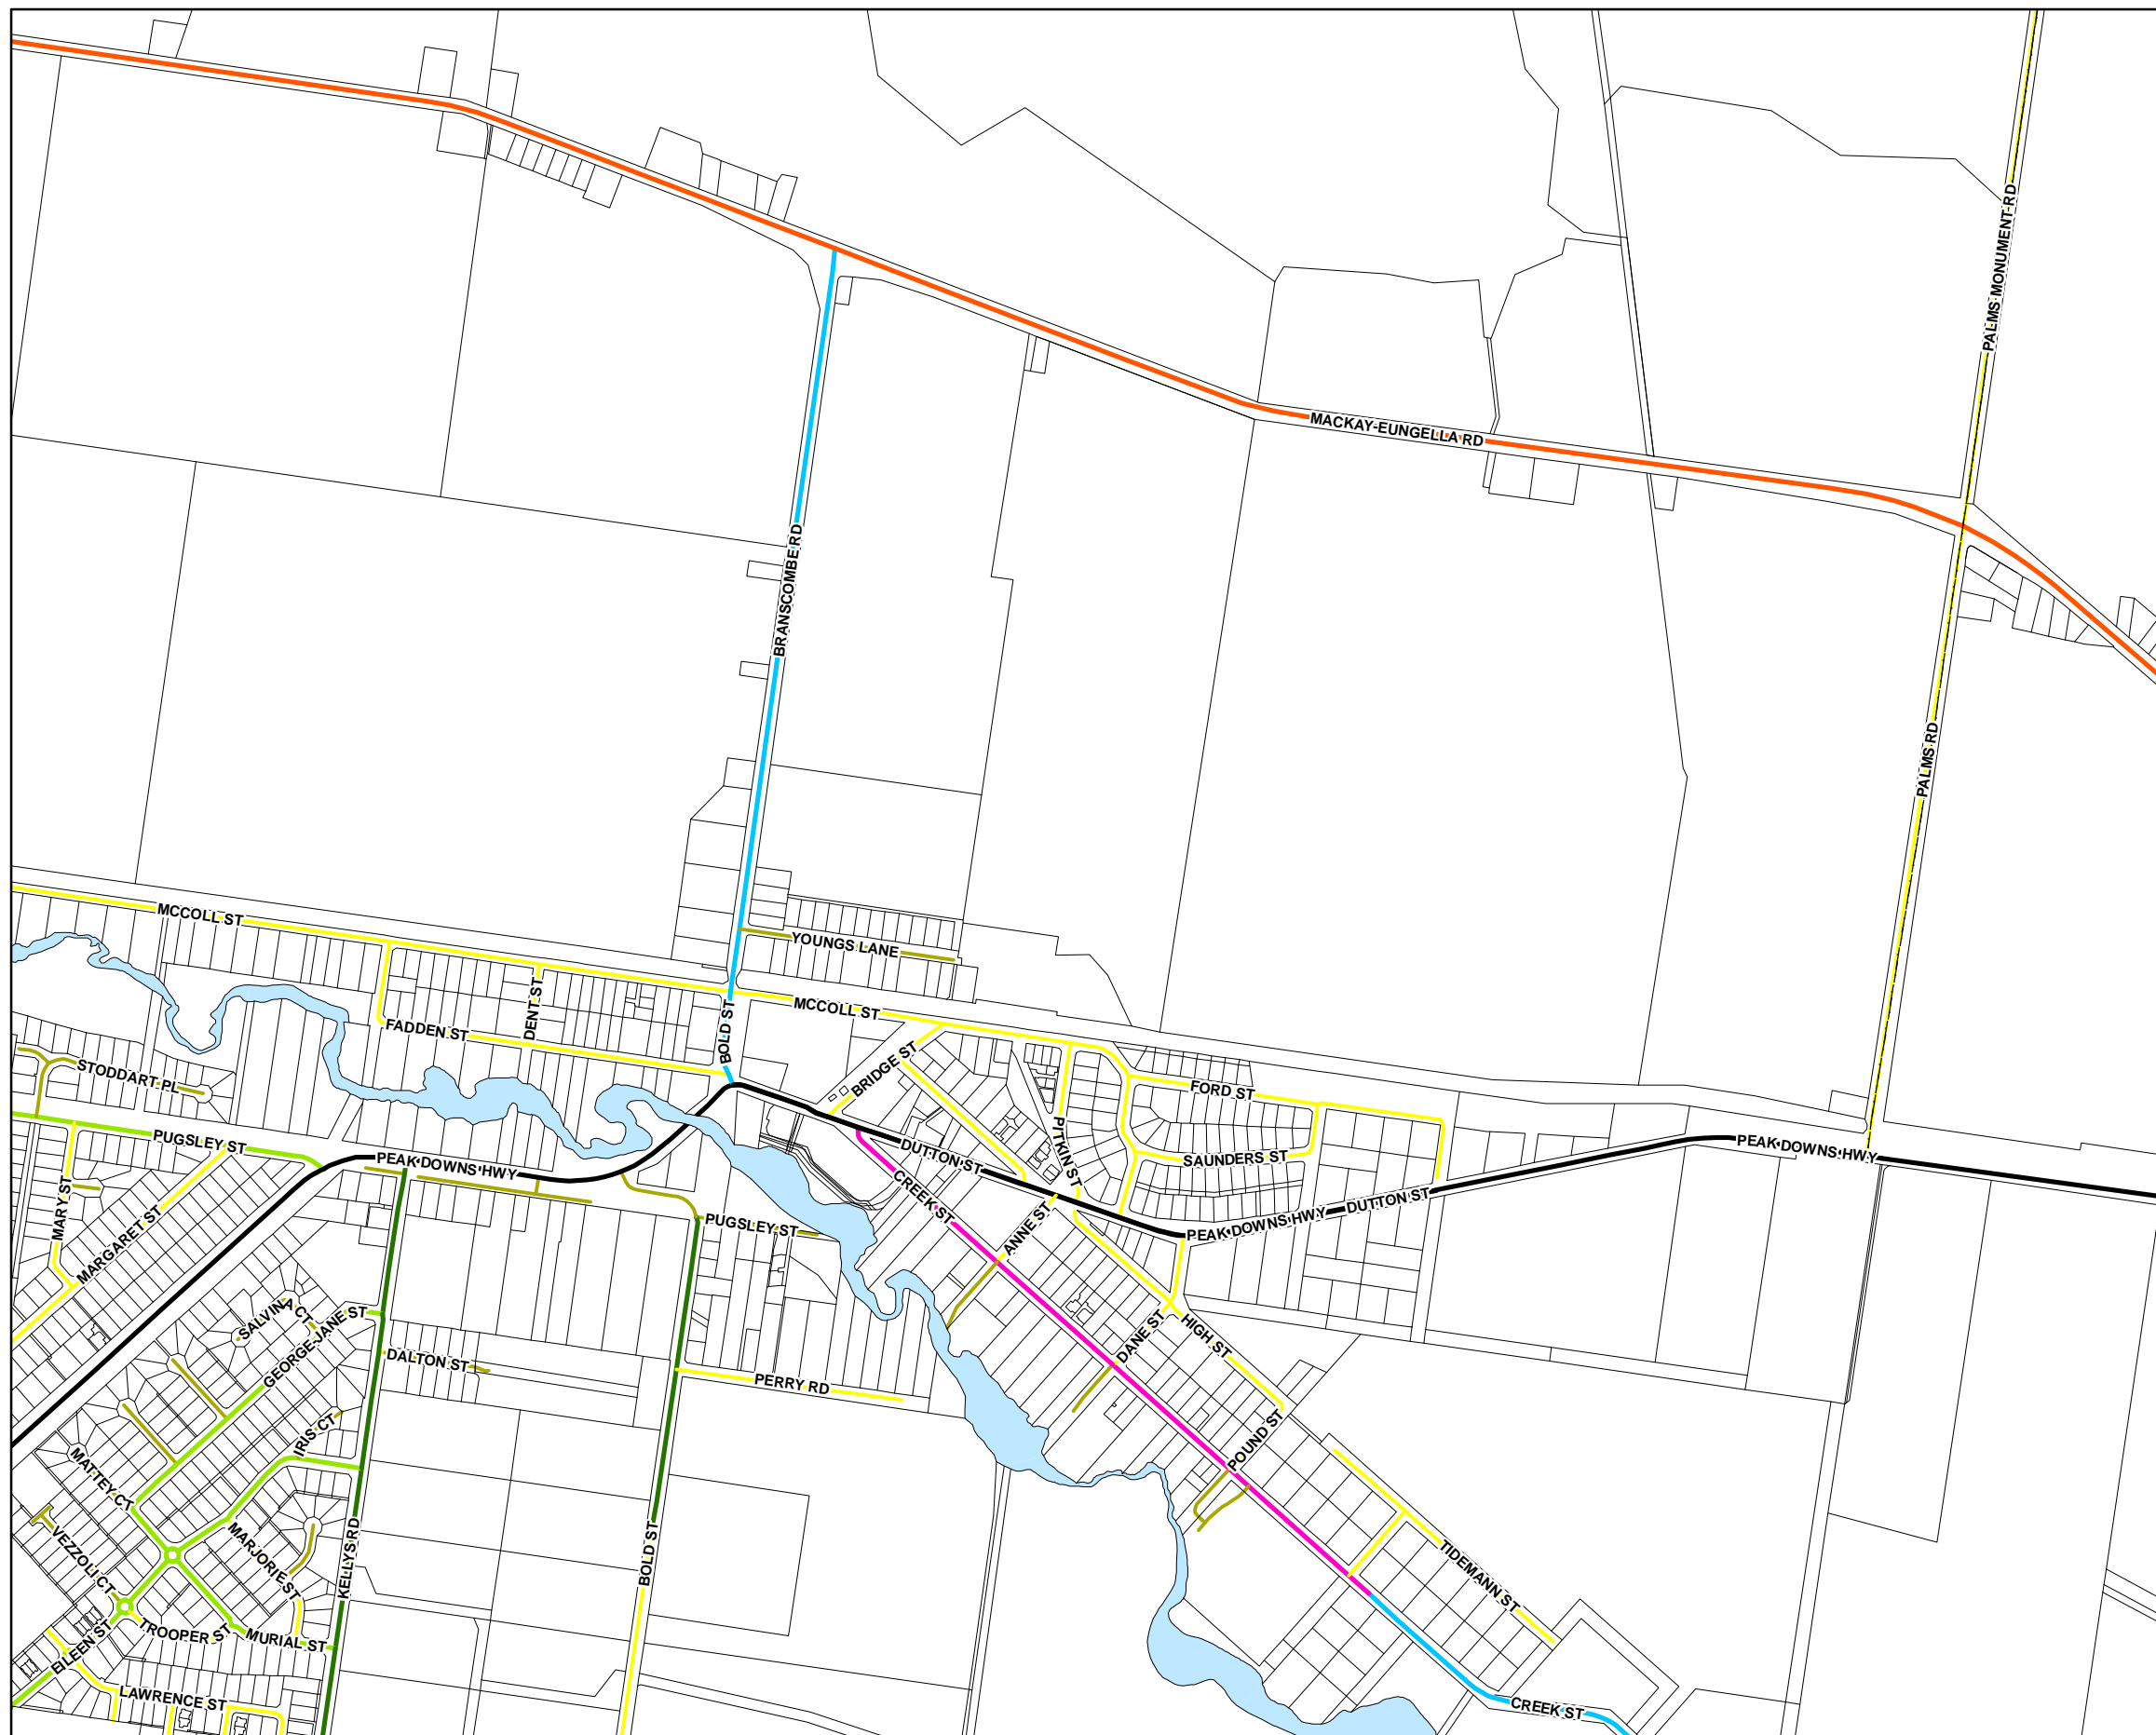 PALMS MONUMENT RD
MACKAY-EUNGELLA RD
BRANSCOMBE RD
PALMS RD
MCCOLL ST
YOUNGS LANE
DENT ST
BOLD ST
MCCOLL ST
FADDEN ST
BRIDGE ST
STODDART Pl
FORD ST
PUGSLEY ST
PITKIN ST
PEAK DOWNS HWY
DUTTON ST
SAUNDERS ST
PEAK DOWNS HWY
MARY ST
CREEK ST
DUTTON ST
PEAK DOWNS HWY
MARGARET ST
PUGSLEY ST
ANNE ST
SALVINA CT
GEORGE JANE ST
DALTON ST
DANE ST
HIGH ST
PERRY RD
IRIS CT
POUND ST
MATTEY CT
VEZZOLI CT
MARJORIE ST
KELLYS RD
BOLD ST
TIDEMANN ST
EILEEN ST
TROOPER ST
MURIAL ST
LAWRENCE ST
CREEK ST